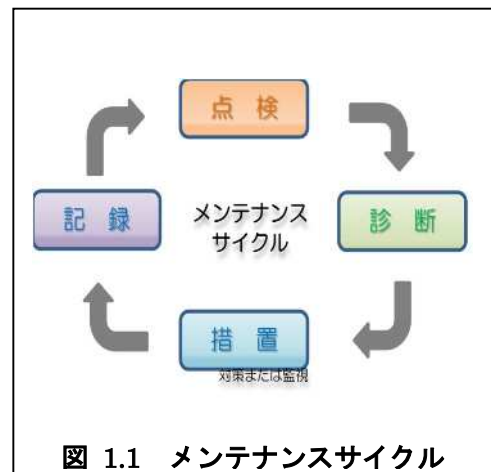 点 検
記 録
メンテナンス
サイクル
診 断
措 置
対策または監視
図 1.1 メンテナンスサイクル